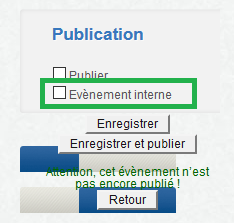 Publication
Publier
Evènement interne
Enregistrer
Enregistrer et publier
Attention, cet évènement n'est
pas encore publié !
Retour